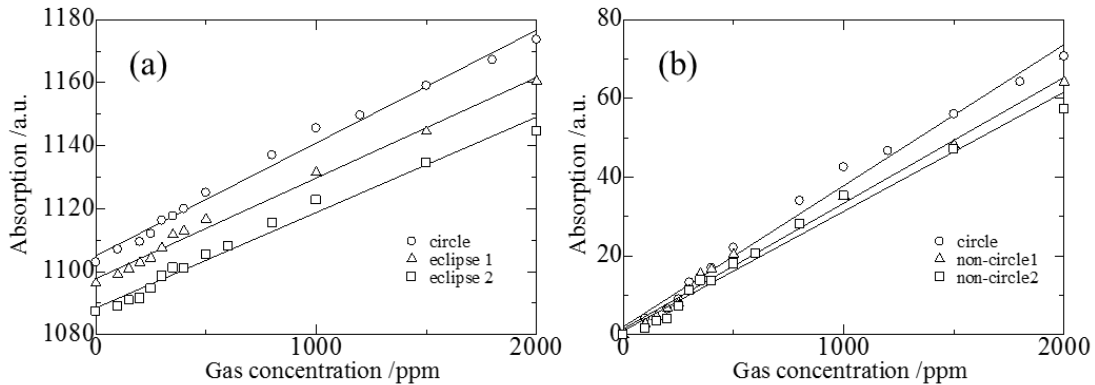 1180
1160
1140
1120
1100
1080
Absorption /a.u.
(a)
circle
eclipse 1
eclipse 2
0
1000
2000
Gas concentration /ppm
80
60
40
20
0
Absorption /a.u.
(b)
circle
non-circle1
non-circle2
0
1000
2000
Gas concentration /ppm